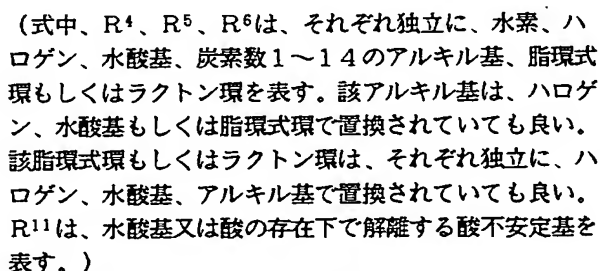 (式中、R⁴、R⁵、R⁶は、それぞれ独立に、水素、ハ
ロゲン、水酸基、炭素数1~14のアルキル基、脂環式
環もしくはラクトン環を表す。該アルキル基は、ハロゲ
ン、水酸基もしくは脂環式環で置換されていても良い。
該脂環式環もしくはラクトン環は、それぞれ独立に、ハ
ロゲン、水酸基、アルキル基で置換されていても良い。
R¹¹は、水酸基又は酸の存在下で解離する酸不安定基を
表す。)